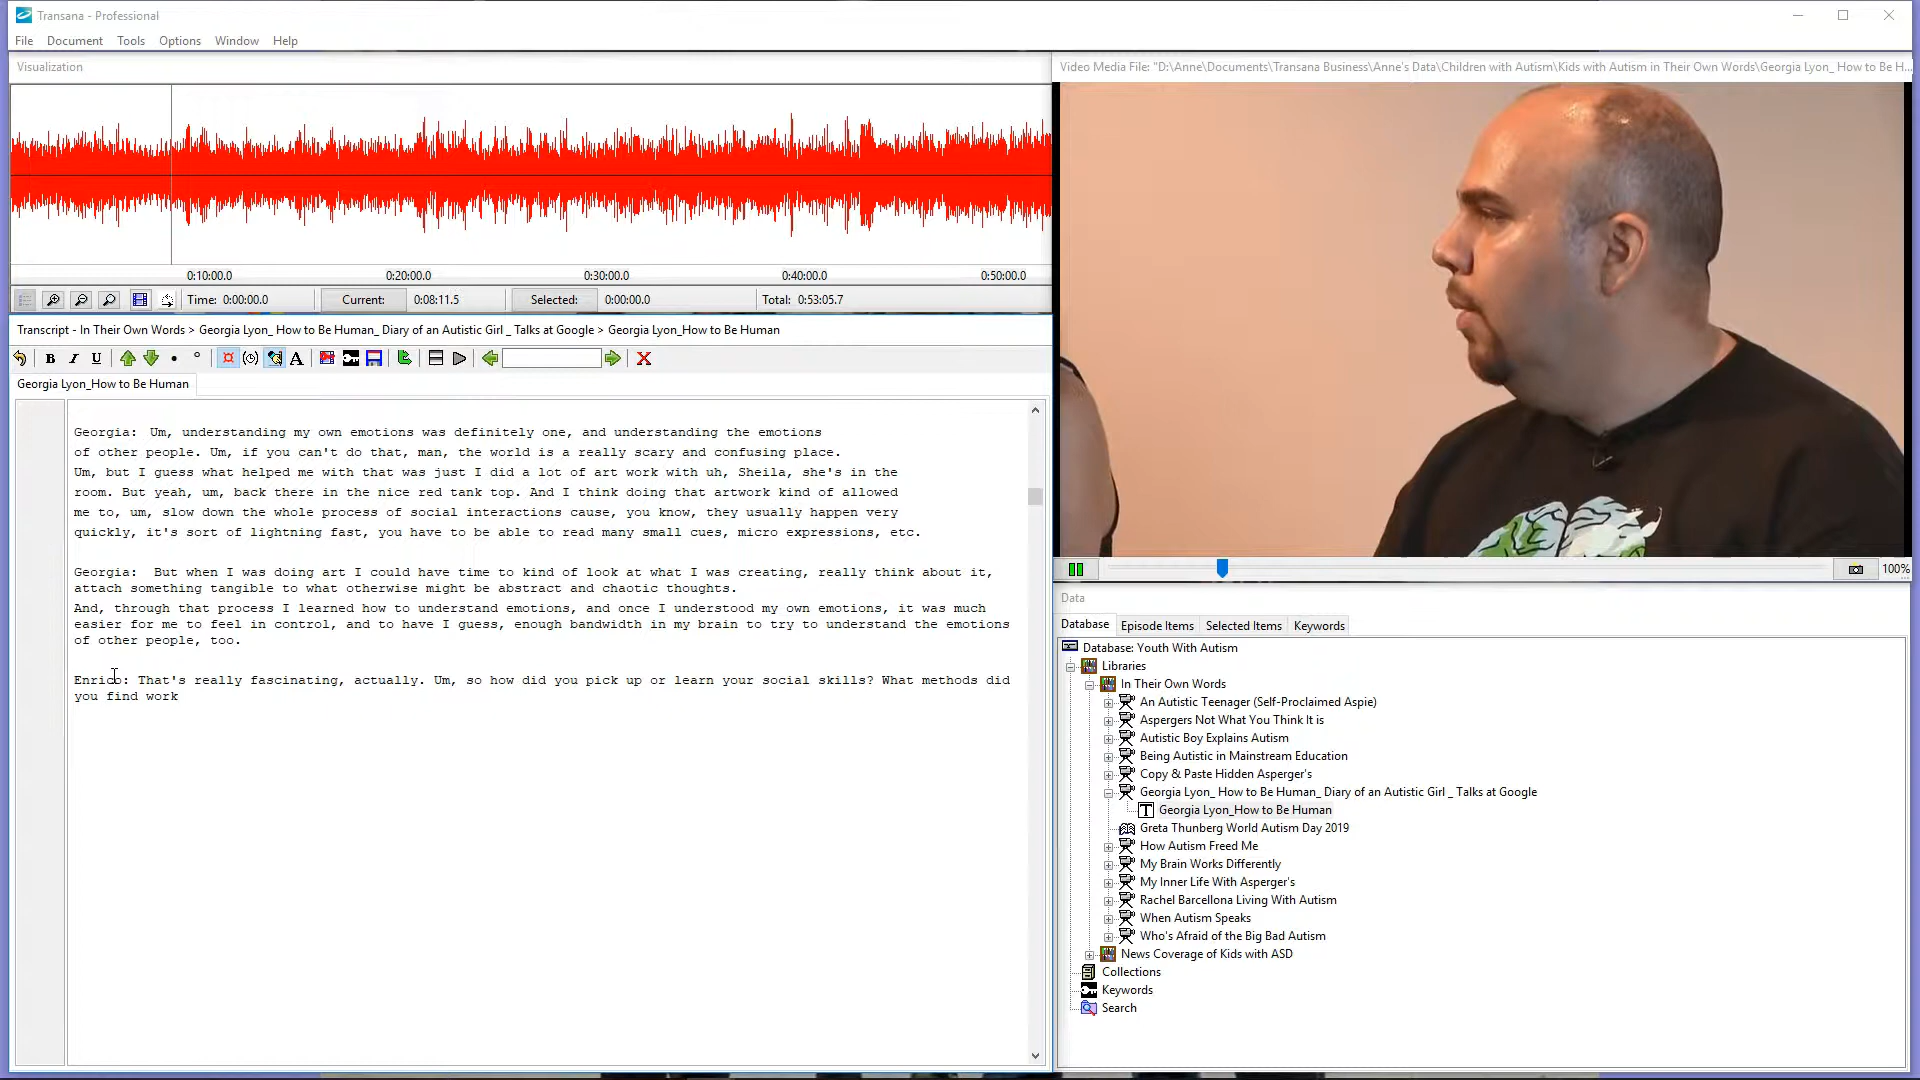 Transana - Professional
File Document Tools Options Window Help
Visualization
0:10:00.0 0:20:00.0 0:30:00.0 0:40:00.0 0:50:00.0
Time: 0:00:00.0 Current: 0:08:11.5 Selected: 0:00:00.0 Total: 0:53:05.7
Transcript - In Their Own Words > Georgia Lyon_ How to Be Human_ Diary of an Autistic Girl _ Talks at Google > Georgia Lyon_How to Be Human
B I U A X
Georgia Lyon_How to Be Human
Georgia: Um, understanding my own emotions was definitely one, and understanding the emotions
of other people. Um, if you can't do that, man, the world is a really scary and confusing place.
Um, but I guess what helped me with that was just I did a lot of art work with uh, Sheila, she's in the
room. But yeah, um, back there in the nice red tank top. And I think doing that artwork kind of allowed
me to, um, slow down the whole process of social interactions cause, you know, they usually happen very
quickly, it's sort of lightning fast, you have to be able to read many small cues, micro expressions, etc.
Georgia: But when I was doing art I could have time to kind of look at what I was creating, really think about it,
attach something tangible to what otherwise might be abstract and chaotic thoughts.
And, through that process I learned how to understand emotions, and once I understood my own emotions, it was much
easier for me to feel in control, and to have I guess, enough bandwidth in my brain to try to understand the emotions
of other people, too.
Enrico: That's really fascinating, actually. Um, so how did you pick up or learn your social skills? What methods did
you find work
Video Media File: "D:\Anne\Documents\Transana Business\Anne's Data\Children with Autism\Kids with Autism in Their Own Words\Georgia Lyon_ How to Be H...
100%
Data
Database Episode Items Selected Items Keywords
Database: Youth With Autism
Libraries
In Their Own Words
An Autistic Teenager (Self-Proclaimed Aspie)
Aspergers Not What You Think It is
Autistic Boy Explains Autism
Being Autistic in Mainstream Education
Copy & Paste Hidden Asperger's
Georgia Lyon_ How to Be Human_ Diary of an Autistic Girl _ Talks at Google
T Georgia Lyon_How to Be Human
Greta Thunberg World Autism Day 2019
How Autism Freed Me
My Brain Works Differently
My Inner Life With Asperger's
Rachel Barcellona Living With Autism
When Autism Speaks
Who's Afraid of the Big Bad Autism
News Coverage of Kids with ASD
Collections
Keywords
Search